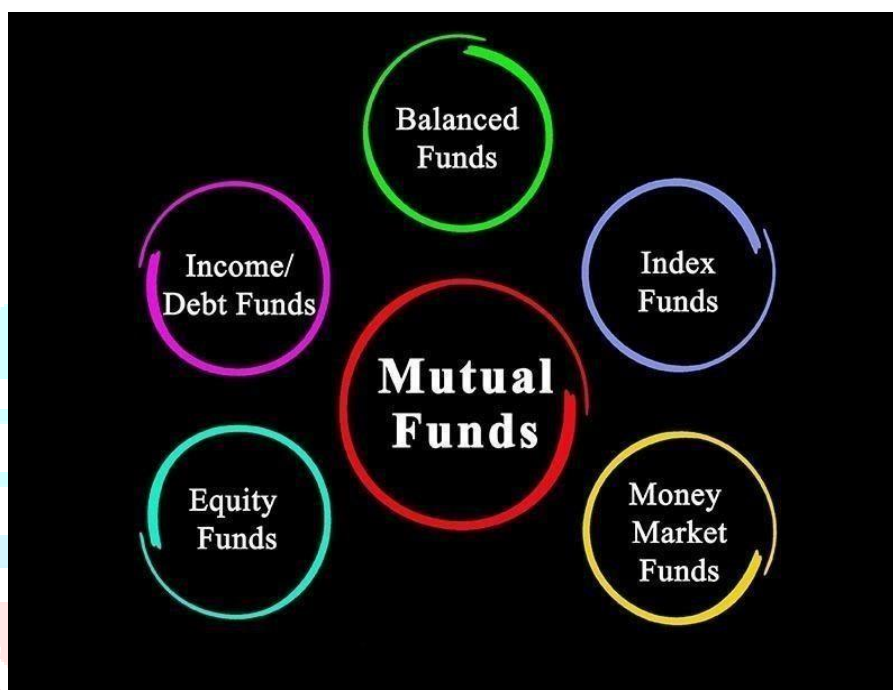 Balanced
Funds
Income/
Debt Funds
Index
Funds
Mutual
Funds
Equity
Funds
Money
Market
Funds